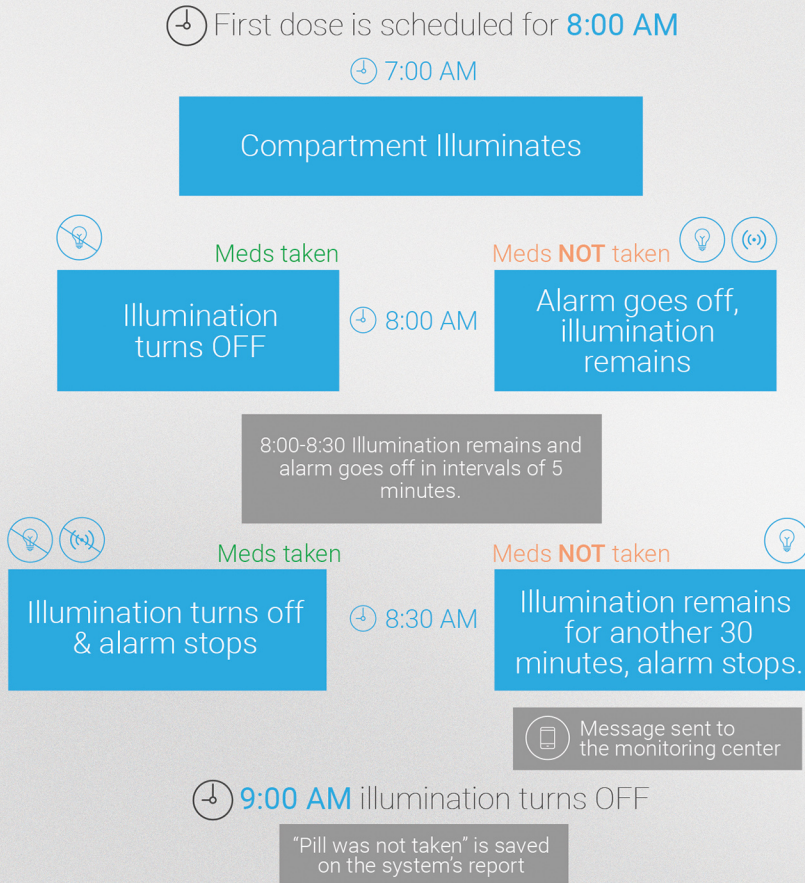 First dose is scheduled for 8:00 AM
7:00 AM
Compartment Illuminates
Meds taken
Meds NOT taken
Illumination
turns OFF
8:00 AM
Alarm goes off,
illumination
remains
8:00-8:30 Illumination remains and
alarm goes off in intervals of 5
minutes.
Meds taken
Meds NOT taken
Illumination turns off
& alarm stops
8:30 AM
Illumination remains
for another 30
minutes, alarm stops.
Message sent to
the monitoring center
9:00 AM illumination turns OFF
“Pill was not taken” is saved
on the system’s report